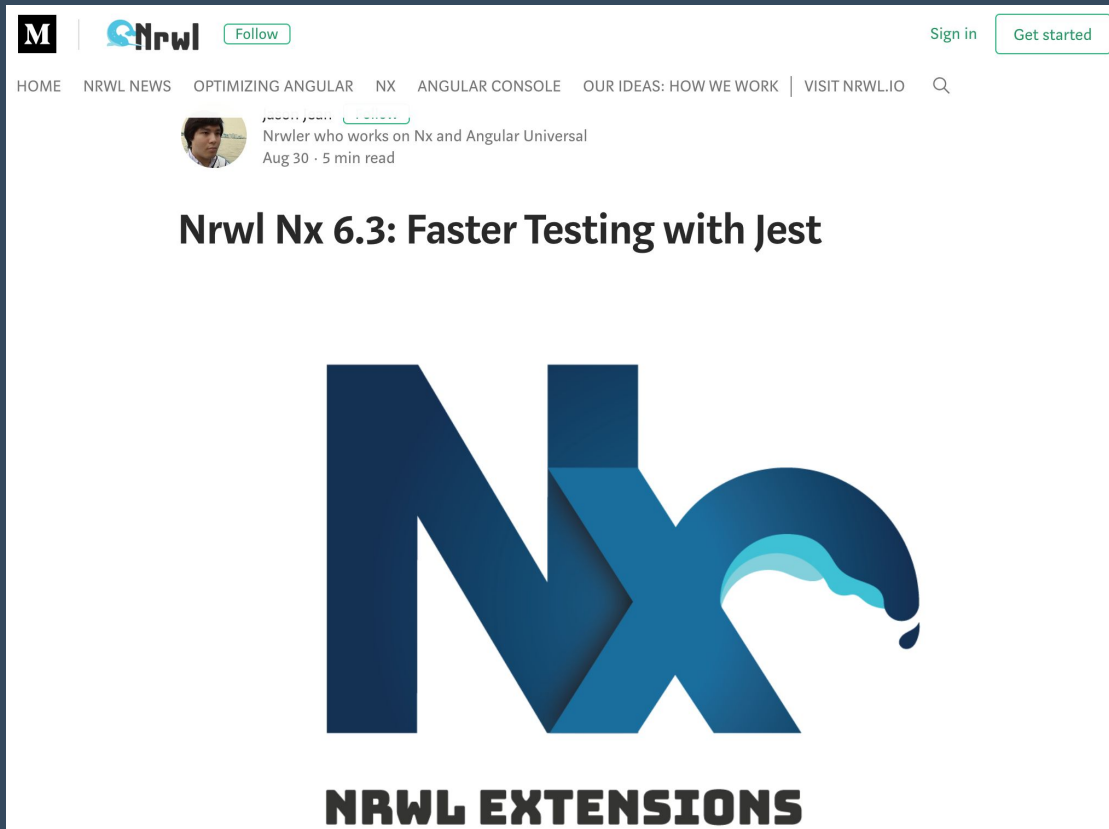 M
Nrwl
Follow
Sign in
Get started
HOME NRWL NEWS OPTIMIZING ANGULAR NX ANGULAR CONSOLE OUR IDEAS: HOW WE WORK VISIT NRWL.IO
Nrwler who works on Nx and Angular Universal
Aug 30 · 5 min read
Nrwl Nx 6.3: Faster Testing with Jest
Nx
NRWL EXTENSIONS